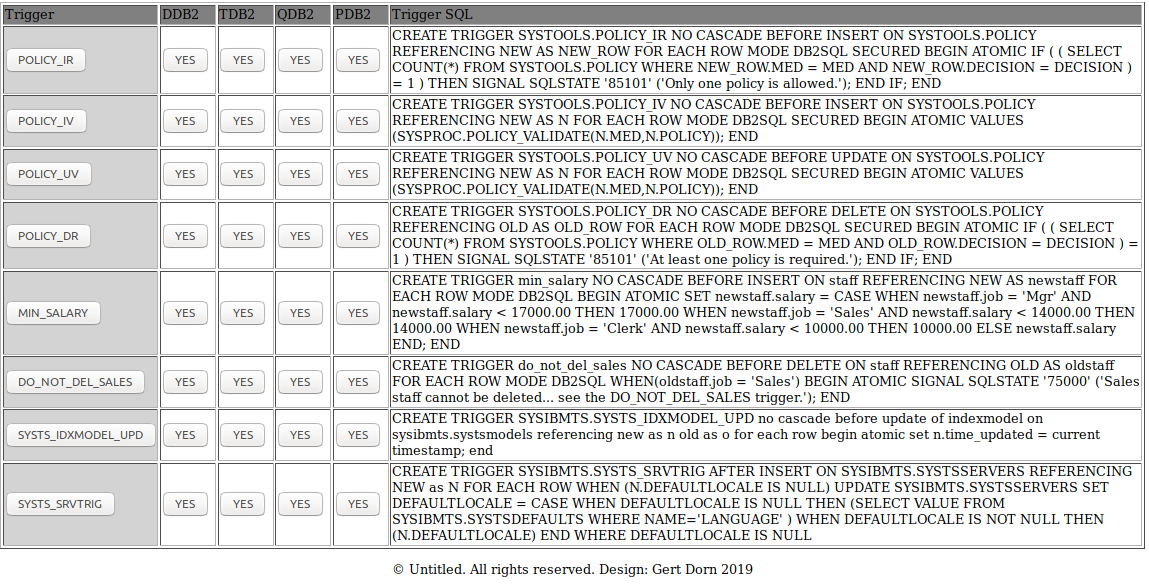 Trigger DDB2 TDB2 QDB2 PDB2 Trigger SQL
POLICY_IR YES YES YES YES
CREATE TRIGGER SYSTOOLS.POLICY_IR NO CASCADE BEFORE INSERT ON SYSTOOLS.POLICY
REFERENCING NEW AS NEW_ROW FOR EACH ROW MODE DB2SQL SECURED BEGIN ATOMIC IF ( ( SELECT
COUNT(*) FROM SYSTOOLS.POLICY WHERE NEW_ROW.MED = MED AND NEW_ROW.DECISION = DECISION )
= 1 ) THEN SIGNAL SQLSTATE '85101' ('Only one policy is allowed.'); END IF; END
POLICY_IV YES YES YES YES
CREATE TRIGGER SYSTOOLS.POLICY_IV NO CASCADE BEFORE INSERT ON SYSTOOLS.POLICY
REFERENCING NEW AS N FOR EACH ROW MODE DB2SQL SECURED BEGIN ATOMIC VALUES
(SYSPROC.POLICY_VALIDATE(N.MED,N.POLICY)); END
POLICY_UV YES YES YES YES
CREATE TRIGGER SYSTOOLS.POLICY_UV NO CASCADE BEFORE UPDATE ON SYSTOOLS.POLICY
REFERENCING NEW AS N FOR EACH ROW MODE DB2SQL SECURED BEGIN ATOMIC VALUES
(SYSPROC.POLICY_VALIDATE(N.MED,N.POLICY)); END
POLICY_DR YES YES YES YES
CREATE TRIGGER SYSTOOLS.POLICY_DR NO CASCADE BEFORE DELETE ON SYSTOOLS.POLICY
REFERENCING OLD AS OLD_ROW FOR EACH ROW MODE DB2SQL SECURED BEGIN ATOMIC IF ( ( SELECT
COUNT(*) FROM SYSTOOLS.POLICY WHERE OLD_ROW.MED = MED AND OLD_ROW.DECISION = DECISION ) =
1 ) THEN SIGNAL SQLSTATE '85101' ('At least one policy is required.'); END IF; END
MIN_SALARY YES YES YES YES
CREATE TRIGGER min_salary NO CASCADE BEFORE INSERT ON staff REFERENCING NEW AS newstaff FOR
EACH ROW MODE DB2SQL BEGIN ATOMIC SET newstaff.salary = CASE WHEN newstaff.job = 'Mgr' AND
newstaff.salary < 17000.00 THEN 17000.00 WHEN newstaff.job = 'Sales' AND newstaff.salary < 14000.00 THEN
14000.00 WHEN newstaff.job = 'Clerk' AND newstaff.salary < 10000.00 THEN 10000.00 ELSE newstaff.salary
END; END
DO_NOT_DEL_SALES YES YES YES YES
CREATE TRIGGER do_not_del_sales NO CASCADE BEFORE DELETE ON staff REFERENCING OLD AS oldstaff
FOR EACH ROW MODE DB2SQL WHEN(oldstaff.job = 'Sales') BEGIN ATOMIC SIGNAL SQLSTATE '75000' ('Sales
staff cannot be deleted... see the DO_NOT_DEL_SALES trigger.'); END
SYSTS_IDXMODEL_UPD YES YES YES YES
CREATE TRIGGER SYSIBMTS.SYSTS_IDXMODEL_UPD no cascade before update of indexmodel on
sysibmts.systsmodels referencing new as n old as o for each row begin atomic set n.time_updated = current
timestamp; end
SYSTS_SRVTRIG YES YES YES YES
CREATE TRIGGER SYSIBMTS.SYSTS_SRVTRIG AFTER INSERT ON SYSIBMTS.SYSTSSERVERS REFERENCING
NEW as N FOR EACH ROW WHEN (N.DEFAULTLOCALE IS NULL) UPDATE SYSIBMTS.SYSTSSERVERS SET
DEFAULTLOCALE = CASE WHEN DEFAULTLOCALE IS NULL THEN (SELECT VALUE FROM
SYSIBMTS.SYSTSDEFAULTS WHERE NAME='LANGUAGE' ) WHEN DEFAULTLOCALE IS NOT NULL THEN
(N.DEFAULTLOCALE) END WHERE DEFAULTLOCALE IS NULL
© Untitled. All rights reserved. Design: Gert Dorn 2019